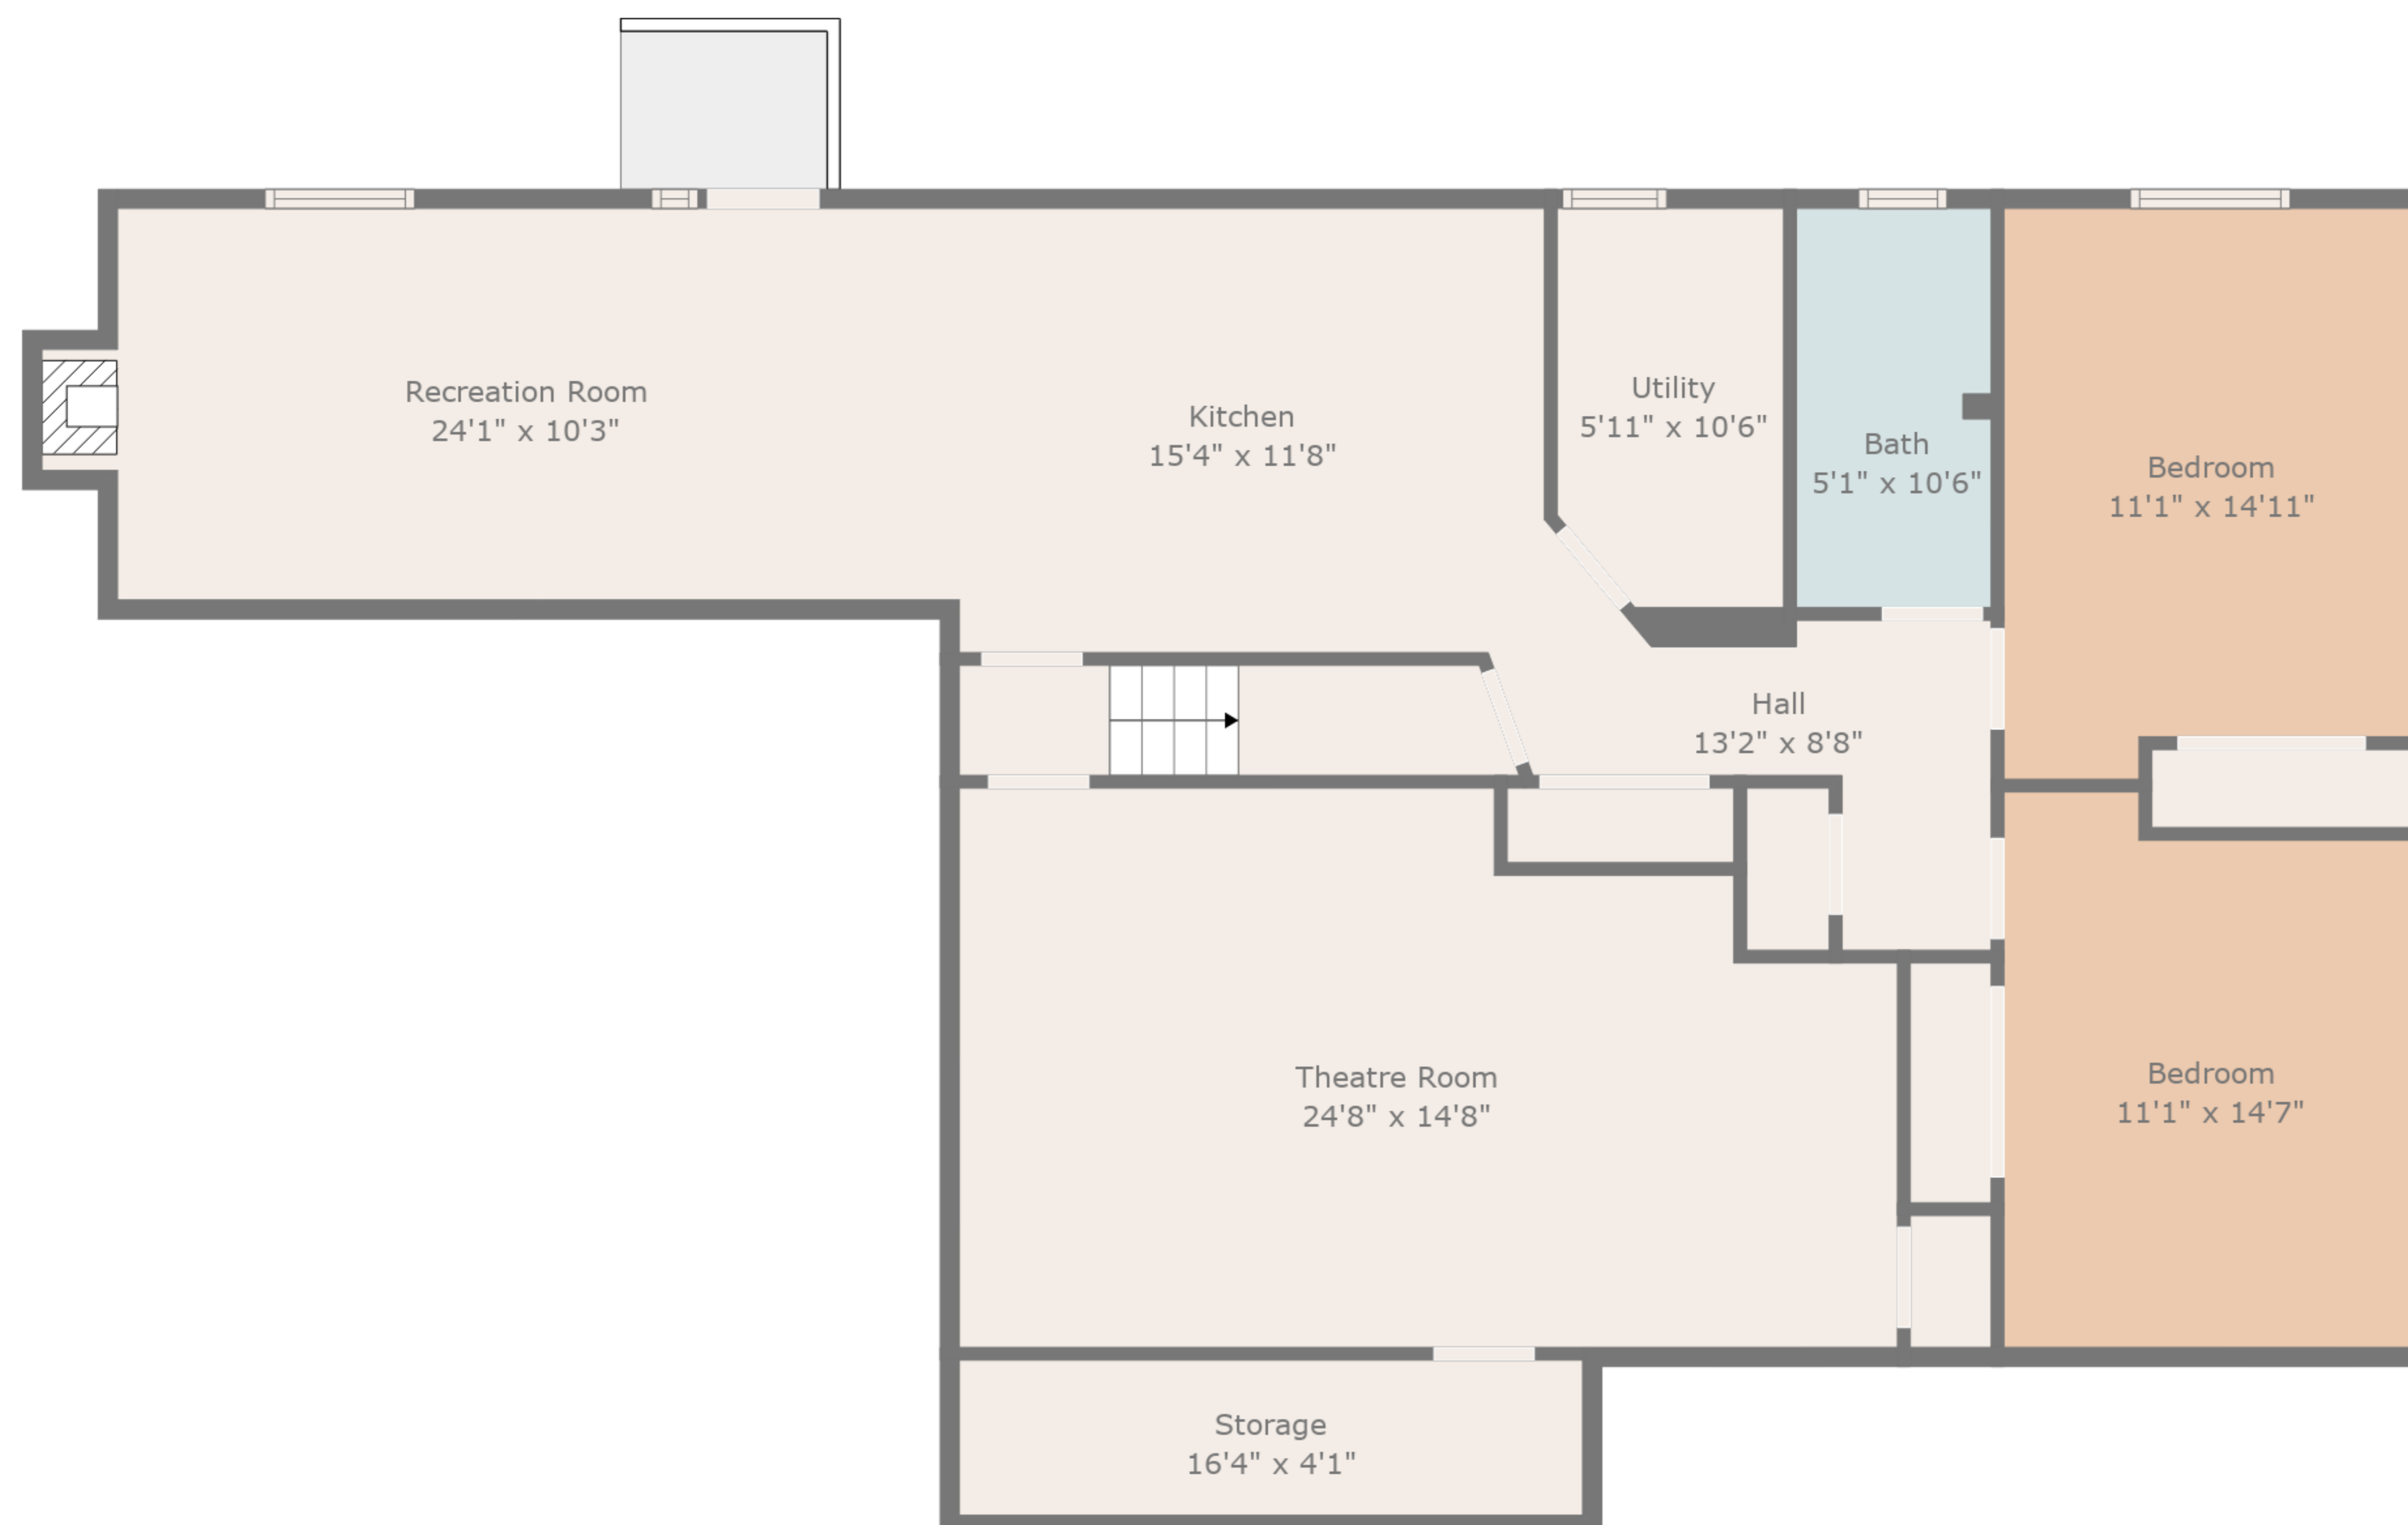 Recreation Room
24'1" x 10'3"
Kitchen
15'4" x 11'8"
Utility
5'11" x 10'6"
Bath
5'1" x 10'6"
Bedroom
11'1" x 14'11"
Hall
13'2" x 8'8"
Theatre Room
24'8" x 14'8"
Bedroom
11'1" x 14'7"
Storage
16'4" x 4'1"